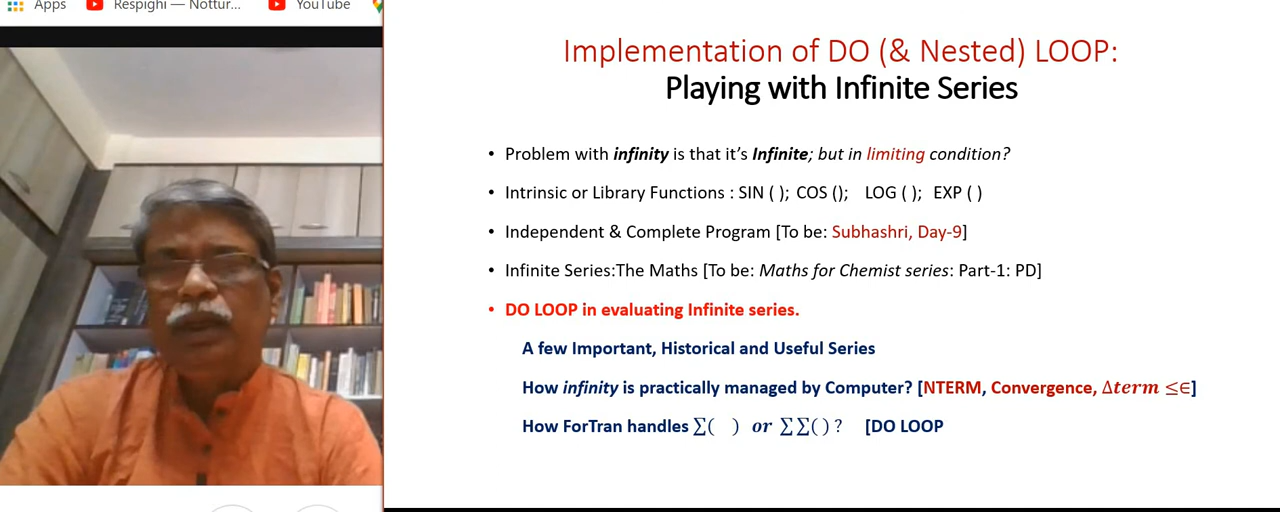 Apps Respighi — Nottur... YouTube
Implementation of DO (& Nested) LOOP:
Playing with Infinite Series
• Problem with infinity is that it's Infinite; but in limiting condition?
• Intrinsic or Library Functions : SIN ( ); COS (); LOG ( ); EXP ( )
• Independent & Complete Program [To be: Subhashri, Day-9]
• Infinite Series:The Maths [To be: Maths for Chemist series: Part-1: PD]
• DO LOOP in evaluating Infinite series.
A few Important, Historical and Useful Series
How infinity is practically managed by Computer? [NTERM, Convergence, Δterm ≤∈]
How ForTran handles ∑( ) or ∑∑() ? [DO LOOP